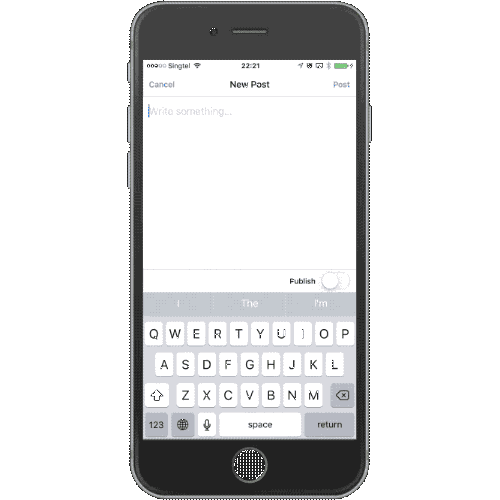 Singtel 22:21
Cancel New Post Post
Write something...
Publish
I The I'm
Q W E R T Y U I O P
A S D F G H J K L
Z X C V B N M
123 space return